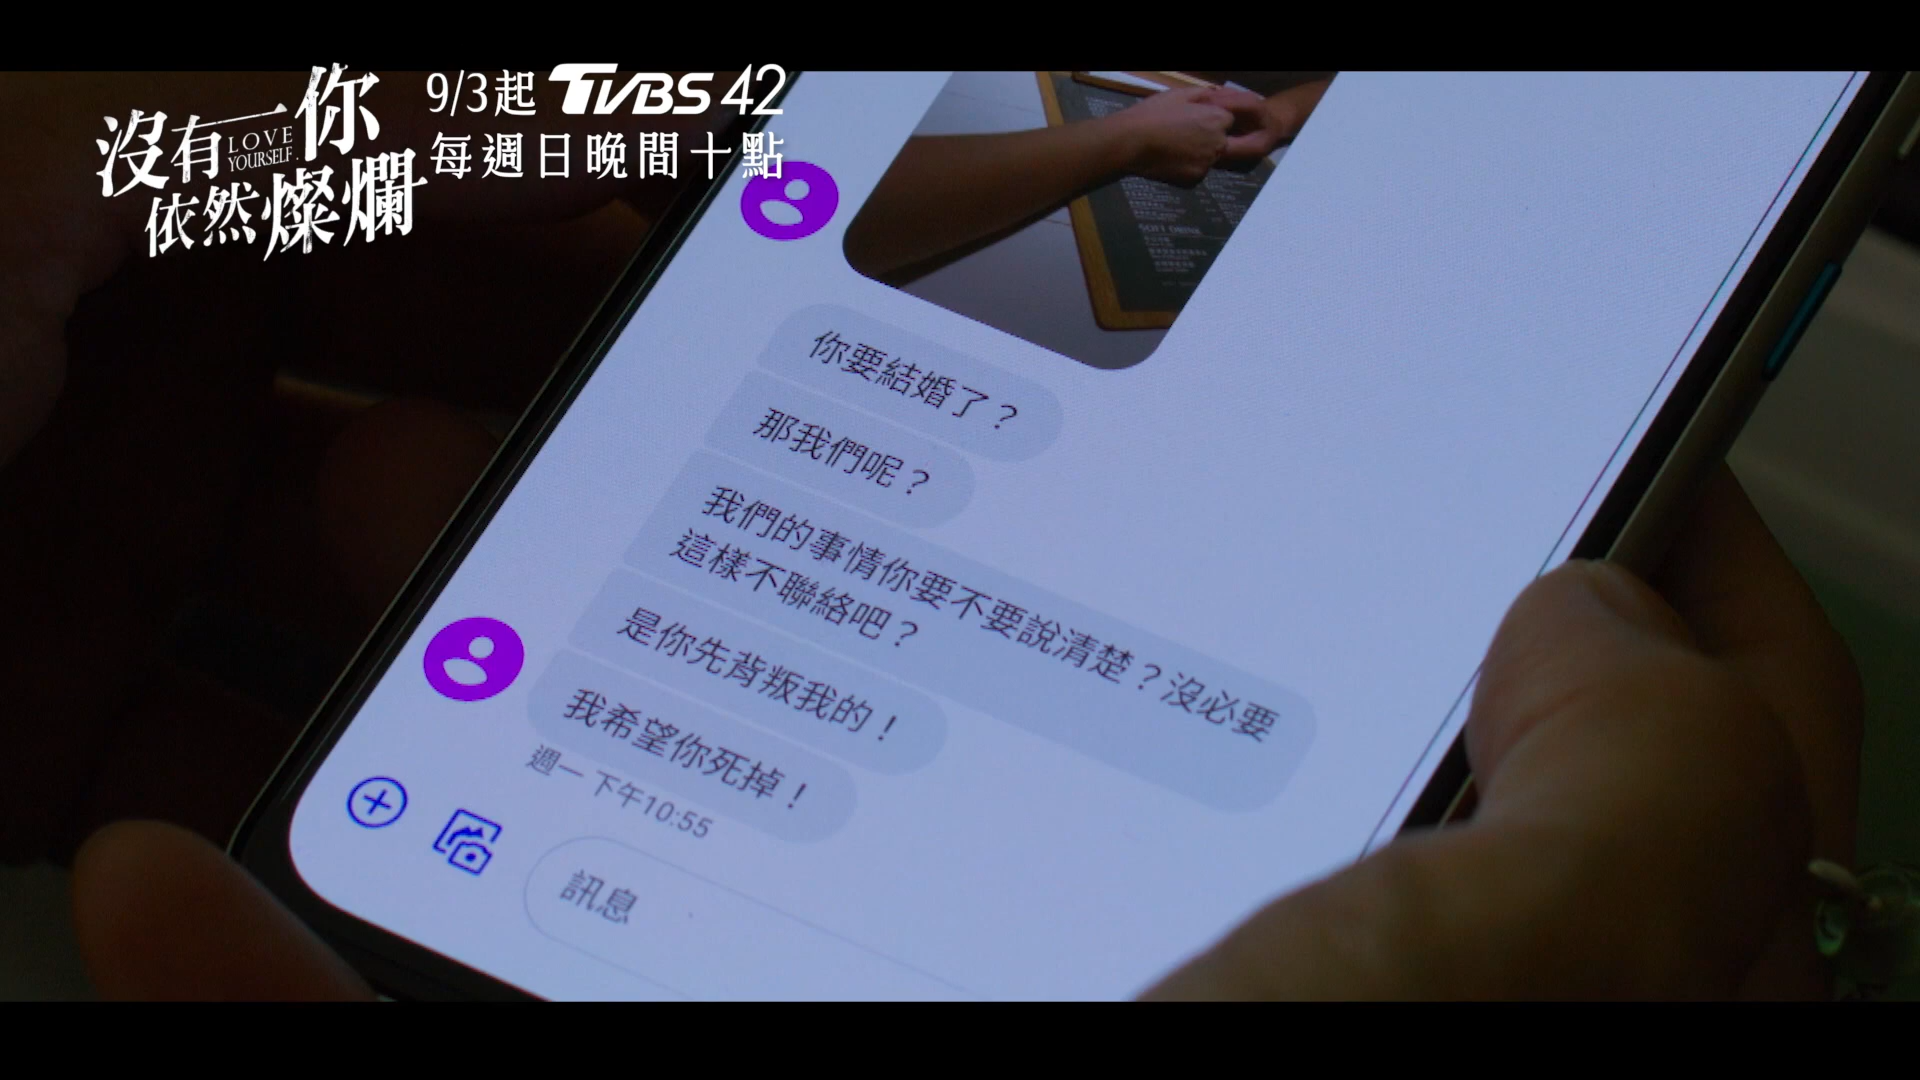 沒有你
LOVE
YOURSELF.
依然燦爛
9/3起 TVBS 42
每週日晚間十點
SOFT DRINK
你要結婚了？
那我們呢？
我們的事情你要不要說清楚？沒必要
這樣不聯絡吧？
是你先背叛我的！
我希望你死掉！
週一 下午10:55
訊息